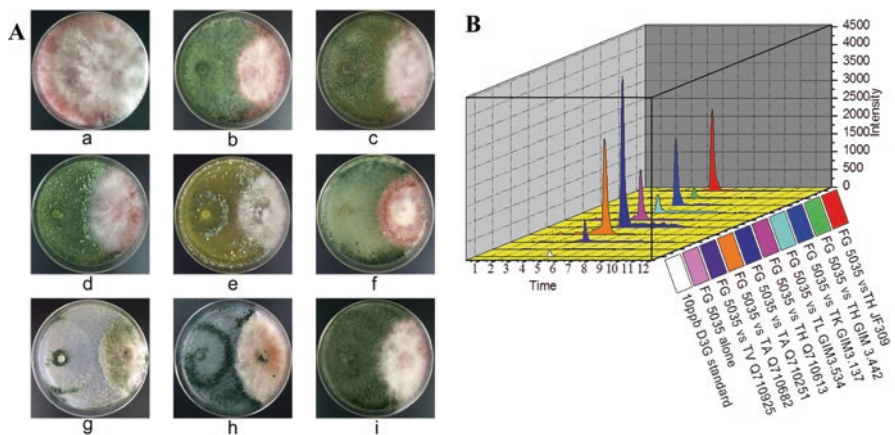 A
a
b
c
d
e
f
g
h
i
B
4500
4000
3500
3000
2500
2000
1500
1000
500
0
Intensity
1 2 3 4 5 6 7 8 9 10 11 12
Time
10ppb D3G standard
FG 5035 alone
FG 5035 vs TV Q710925
FG 5035 vs TA Q710682
FG 5035 vs TA Q710251
FG 5035 vs TH Q710613
FG 5035 vs TL GIM3.534
FG 5035 vs TK GIM3.137
FG 5035 vs TH GIM 3.442
FG 5035 vsTH JF309